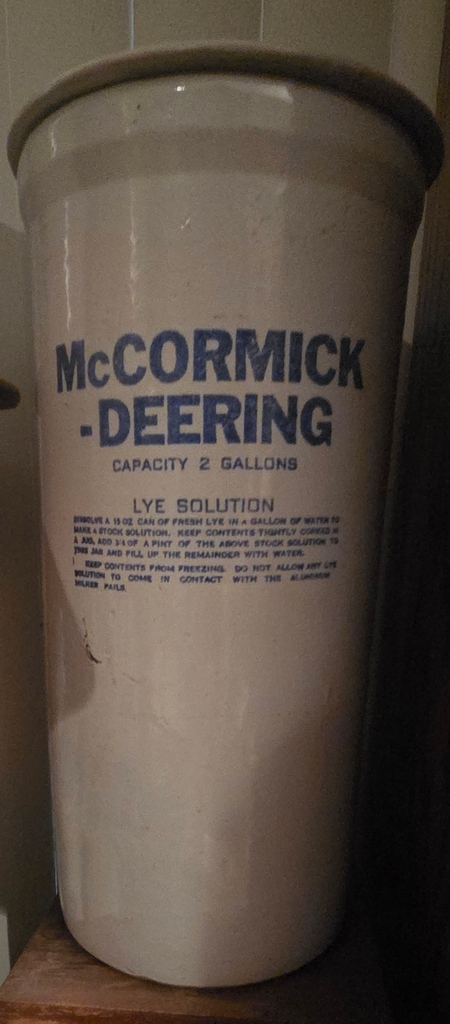 McCORMICK
-DEERING
CAPACITY 2 GALLONS
LYE SOLUTION
DISSOLVE A 13 OZ CAN OF FRESH LYE IN A GALLON OF WATER TO
MAKE A STOCK SOLUTION. KEEP CONTENTS TIGHTLY CORKED IN
A JUG. ADD 3/4 OF A PINT OF THE ABOVE STOCK SOLUTION TO
THIS JAR AND FILL UP THE REMAINDER WITH WATER.
KEEP CONTENTS FROM FREEZING. DO NOT ALLOW ANY LYE
SOLUTION TO COME IN CONTACT WITH THE ALUMINUM
MILKER PAILS.